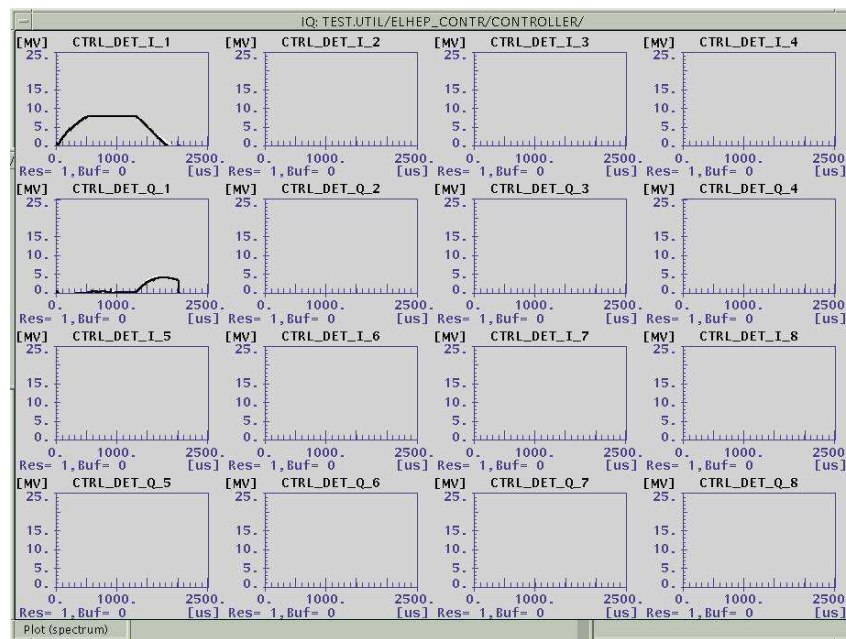 IQ: TEST.UTIL/ELHEP_CONTR/CONTROLLER/
[MV] CTRL_DET_I_1 [MV] CTRL_DET_I_2 [MV] CTRL_DET_I_3 [MV] CTRL_DET_I_4
25. 25. 25. 25.
15. 15. 15. 15.
10. 10. 10. 10.
5. 5. 5. 5.
0. 0. 0. 0.
0. 1000. 2500. 0. 1000. 2500. 0. 1000. 2500. 0. 1000. 2500
Res= 1,Buf= 0 [us] Res= 1,Buf= 0 [us] Res= 1,Buf= 0 [us] Res= 1,Buf= 0 [us]
[MV] CTRL_DET_Q_1 [MV] CTRL_DET_Q_2 [MV] CTRL_DET_Q_3 [MV] CTRL_DET_Q_4
25. 25. 25. 25.
15. 15. 15. 15.
10. 10. 10. 10.
5. 5. 5. 5.
0. 0. 0. 0.
0. 1000. 2500. 0. 1000. 2500. 0. 1000. 2500. 0. 1000. 2500
Res= 1,Buf= 0 [us] Res= 1,Buf= 0 [us] Res= 1,Buf= 0 [us] Res= 1,Buf= 0 [us]
[MV] CTRL_DET_I_5 [MV] CTRL_DET_I_6 [MV] CTRL_DET_I_7 [MV] CTRL_DET_I_8
25. 25. 25. 25.
15. 15. 15. 15.
10. 10. 10. 10.
5. 5. 5. 5.
0. 0. 0. 0.
0. 1000. 2500. 0. 1000. 2500. 0. 1000. 2500. 0. 1000. 2500
Res= 1,Buf= 0 [us] Res= 1,Buf= 0 [us] Res= 1,Buf= 0 [us] Res= 1,Buf= 0 [us]
[MV] CTRL_DET_Q_5 [MV] CTRL_DET_Q_6 [MV] CTRL_DET_Q_7 [MV] CTRL_DET_Q_8
25. 25. 25. 25.
15. 15. 15. 15.
10. 10. 10. 10.
5. 5. 5. 5.
0. 0. 0. 0.
0. 1000. 2500. 0. 1000. 2500. 0. 1000. 2500. 0. 1000. 2500
Res= 1,Buf= 0 [us] Res= 1,Buf= 0 [us] Res= 1,Buf= 0 [us] Res= 1,Buf= 0 [us]
Plot (spectrum)